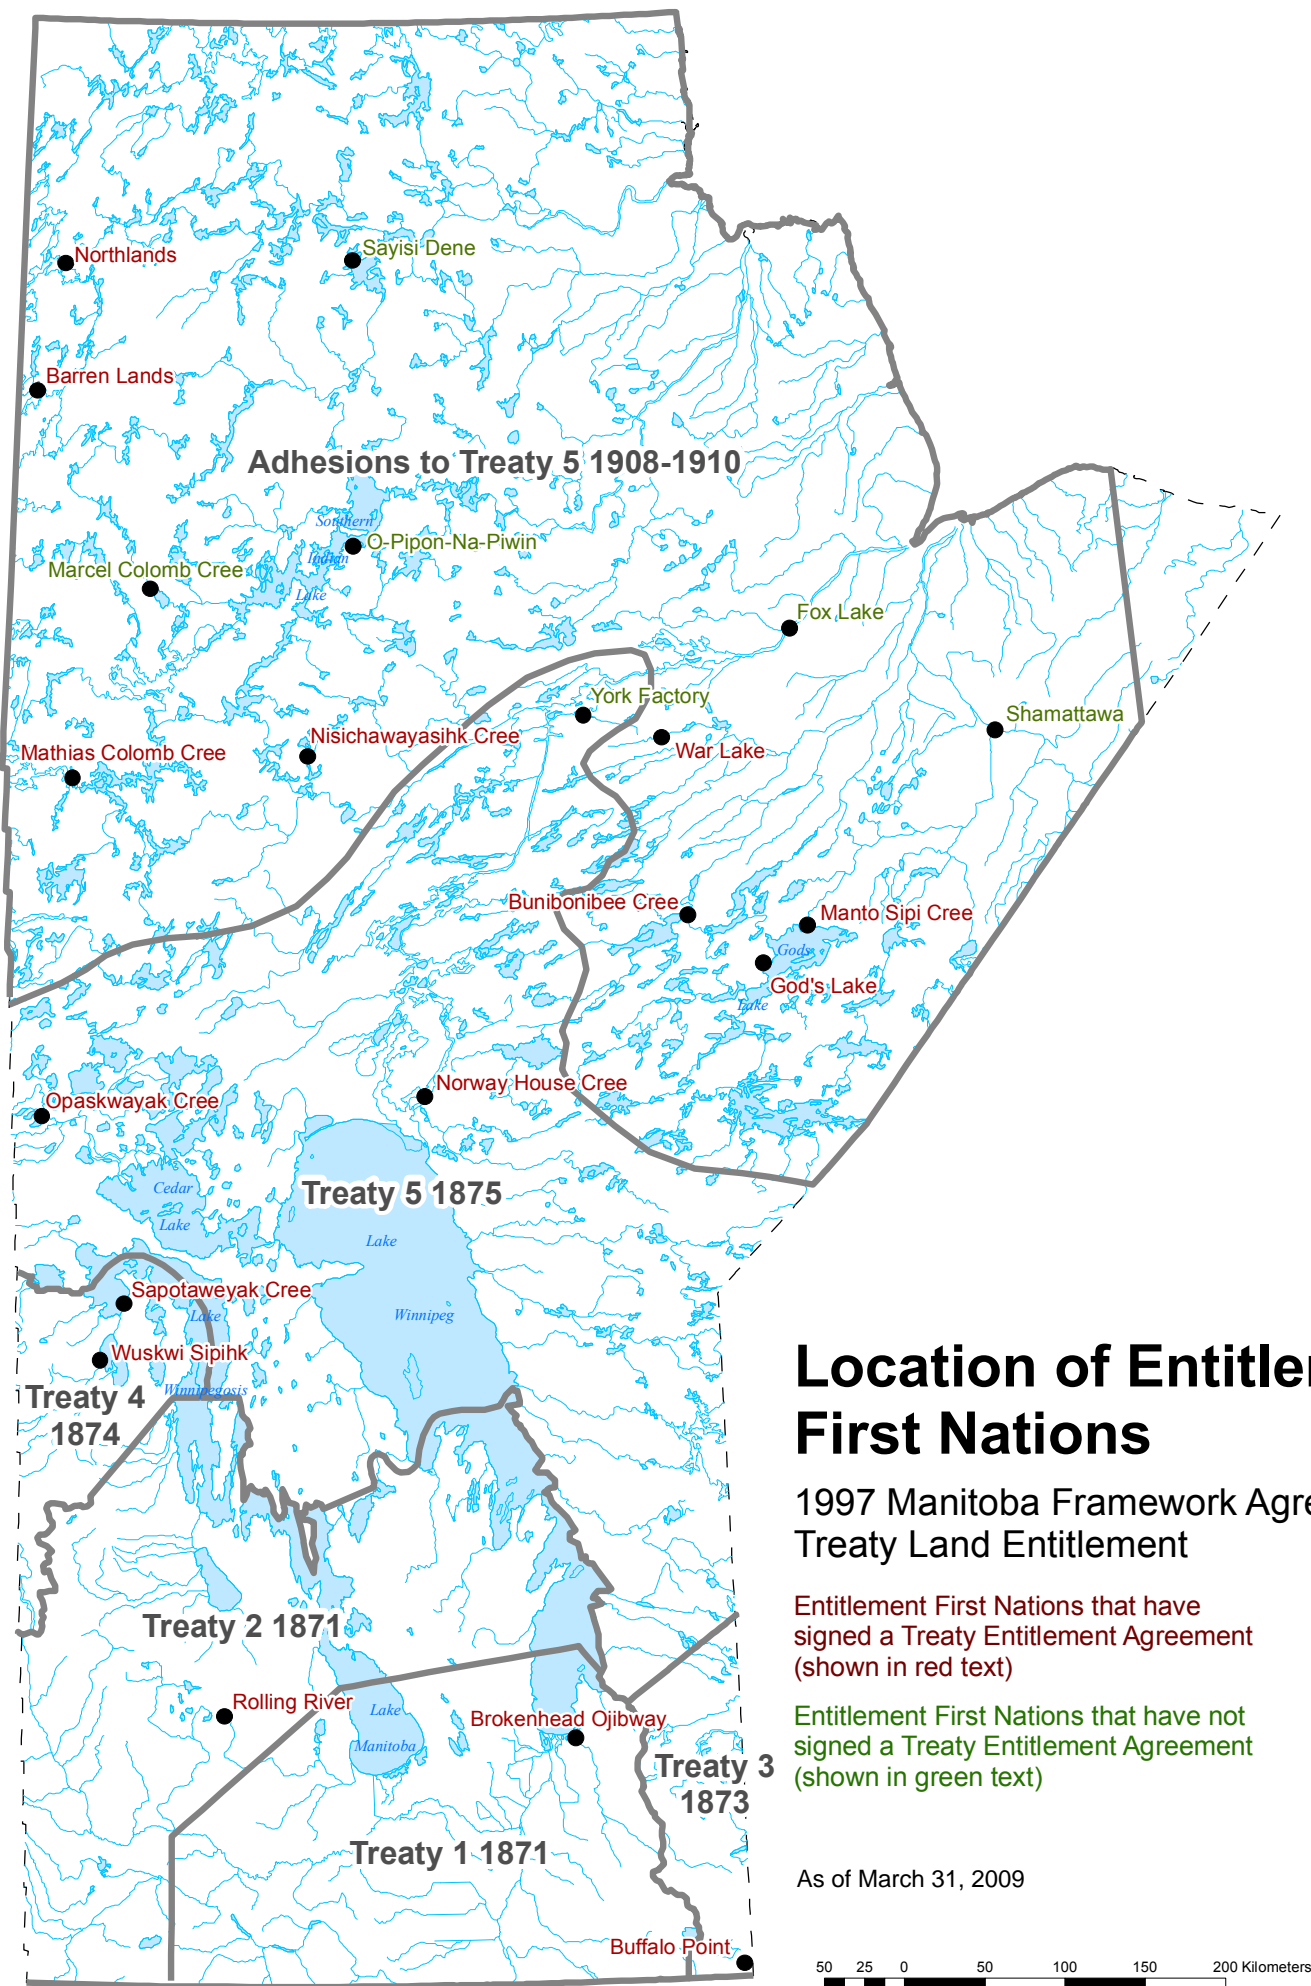 Northlands
Sayisi Dene
Barren Lands
Adhesions to Treaty 5 1908-1910
Southern
Indian
Lake
O-Pipon-Na-Piwin
Marcel Colomb Cree
Fox Lake
York Factory
Shamattawa
Nisichawayasihk Cree
War Lake
Mathias Colomb Cree
Bunibonibee Cree
Manto Sipi Cree
Gods
Lake
God's Lake
Norway House Cree
Opaskwayak Cree
Cedar
Lake
Treaty 5 1875
Lake
Winnipeg
Sapotaweyak Cree
Lake
Winnipegosis
Wuskwi Sipihk
Treaty 4
1874
Location of Entitle
First Nations
1997 Manitoba Framework Agre
Treaty Land Entitlement
Entitlement First Nations that have
signed a Treaty Entitlement Agreement
(shown in red text)
Entitlement First Nations that have not
signed a Treaty Entitlement Agreement
(shown in green text)
Treaty 2 1871
Rolling River
Lake
Manitoba
Brokenhead Ojibway
Treaty 3
1873
Treaty 1 1871
As of March 31, 2009
Buffalo Point
50 25 0 50 100 150 200 Kilometers